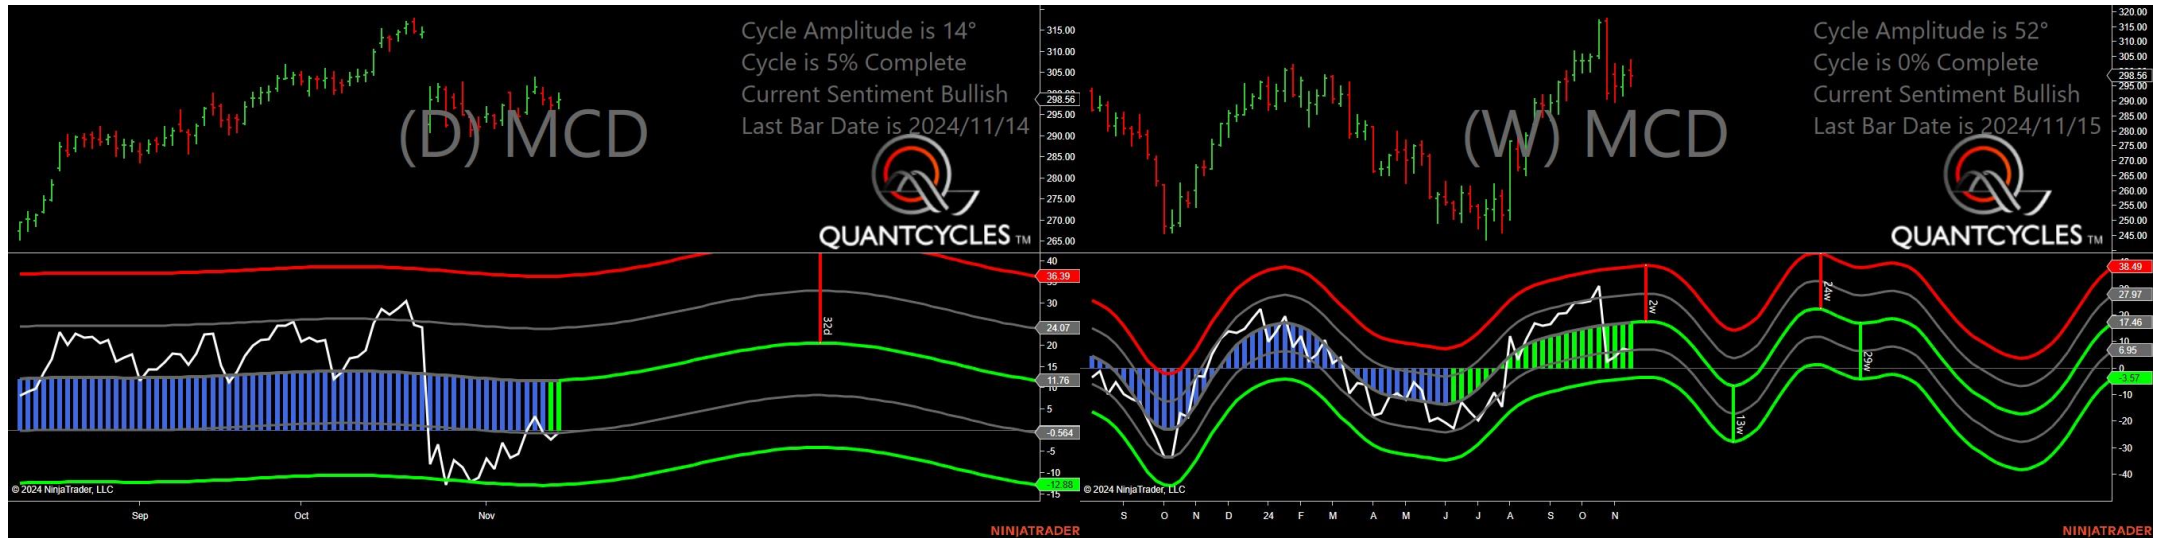 Cycle Amplitude is 14°
Cycle is 5% Complete
Current Sentiment Bullish
Last Bar Date is 2024/11/14
(D) MCD
QUANTCYCLES TM
315.00
310.00
305.00
298.56
295.00
290.00
285.00
280.00
275.00
270.00
265.00
40
36.39
30
24.07
20
15
11.76
5
-0.564
-5
-10
-12.88
-15
32d
© 2024 NinjaTrader, LLC
Sep
Oct
Nov
NINJATRADER
Cycle Amplitude is 52°
Cycle is 0% Complete
Current Sentiment Bullish
Last Bar Date is 2024/11/15
(W) MCD
QUANTCYCLES TM
320.00
315.00
310.00
305.00
298.56
295.00
290.00
285.00
280.00
275.00
270.00
265.00
260.00
255.00
250.00
245.00
38.49
27.97
17.46
10
6.95
0
-3.57
-10
-20
-30
-40
2w
13w
24w
29w
© 2024 NinjaTrader, LLC
S O N D 24 F M A M J J A S O N
NINJATRADER